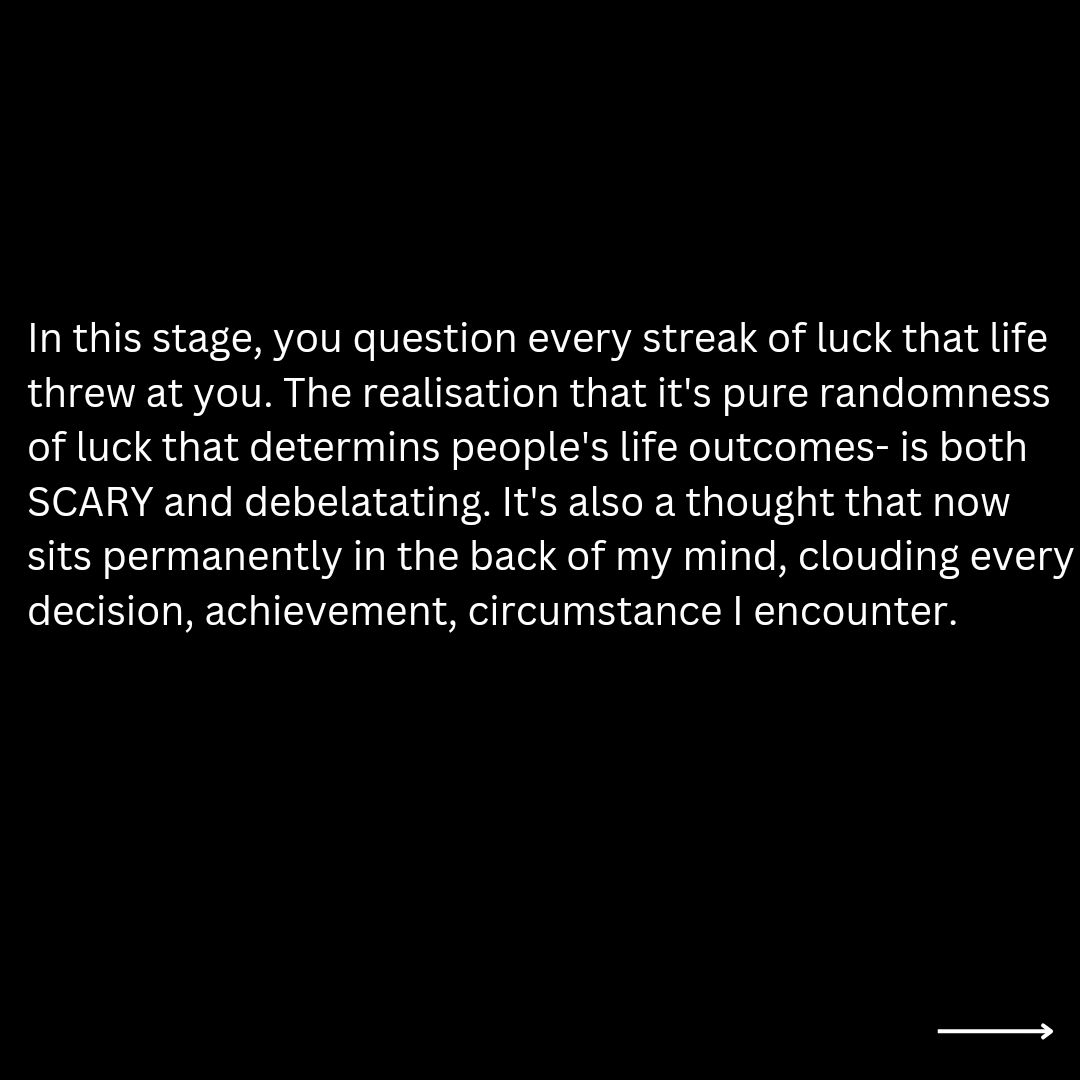 In this stage, you question every streak of luck that life
threw at you. The realisation that it's pure randomness
of luck that determins people's life outcomes- is both
SCARY and debelatating. It's also a thought that now
sits permanently in the back of my mind, clouding every
decision, achievement, circumstance I encounter.